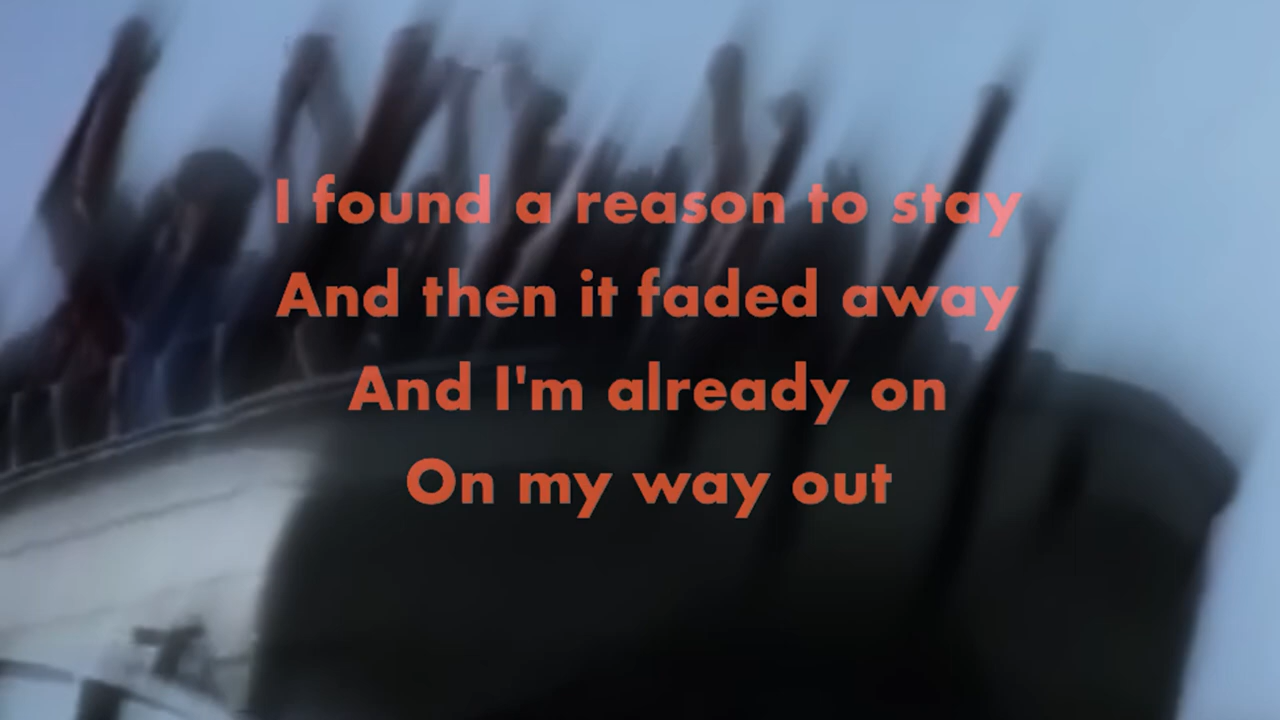 I found a reason to stay
And then it faded away
And I'm already on
On my way out